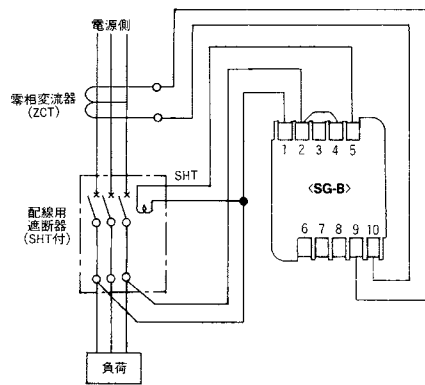 電源側
零相変流器
(ZCT)
SHT
配線用
遮断器
(SHT付)
負荷
1 2 3 4 5
〈SG-B〉
6 7 8 9 10